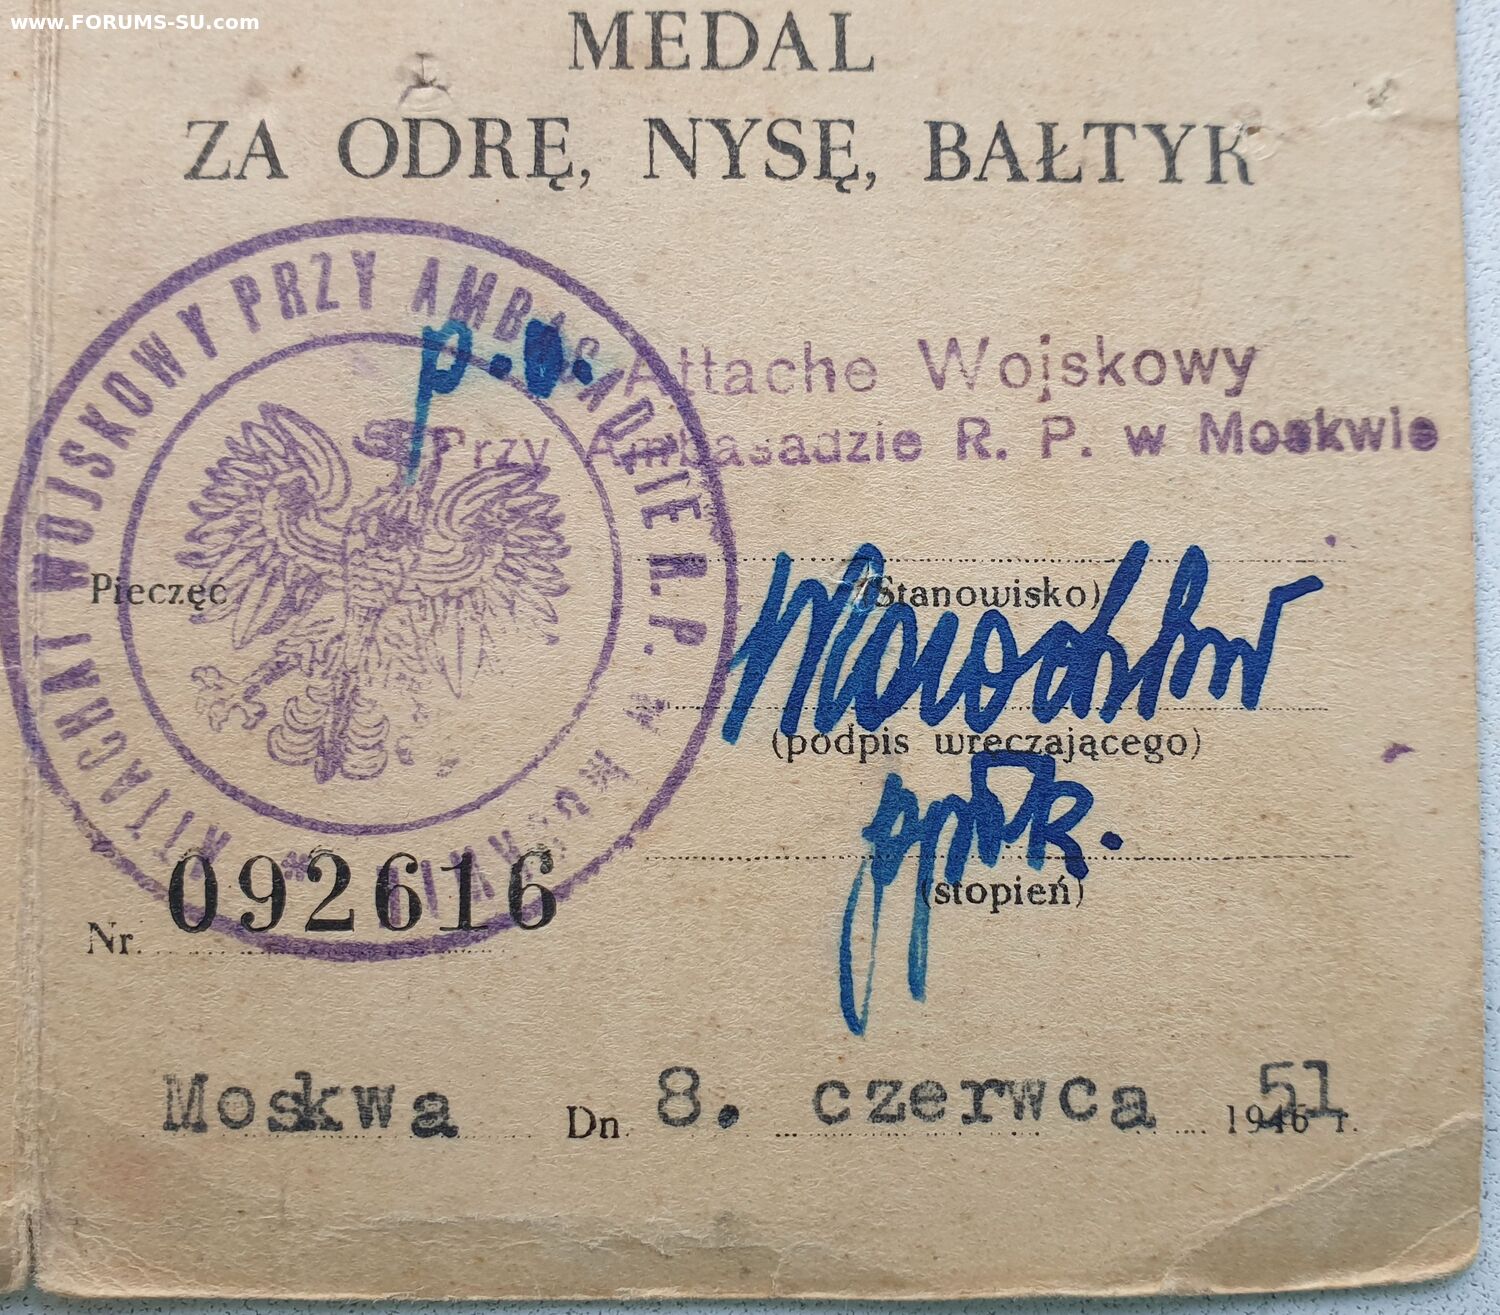 www.FORUMS-SU.com
MEDAL
ZA ODRĘ, NYSĘ, BAŁTYK
ATTACHAT WOJSKOWY PRZY AMBASADZIE R.P. W MOSKWIE
p.o. Attache Wojskowy
Przy Ambasadzie R. P. w Moskwie
Pieczęć
(Stanowisko)
(podpis wręczającego)
ppłk.
(stopień)
Nr. 092616
Moskwa Dn. 8. czerwca 1946 51 r.